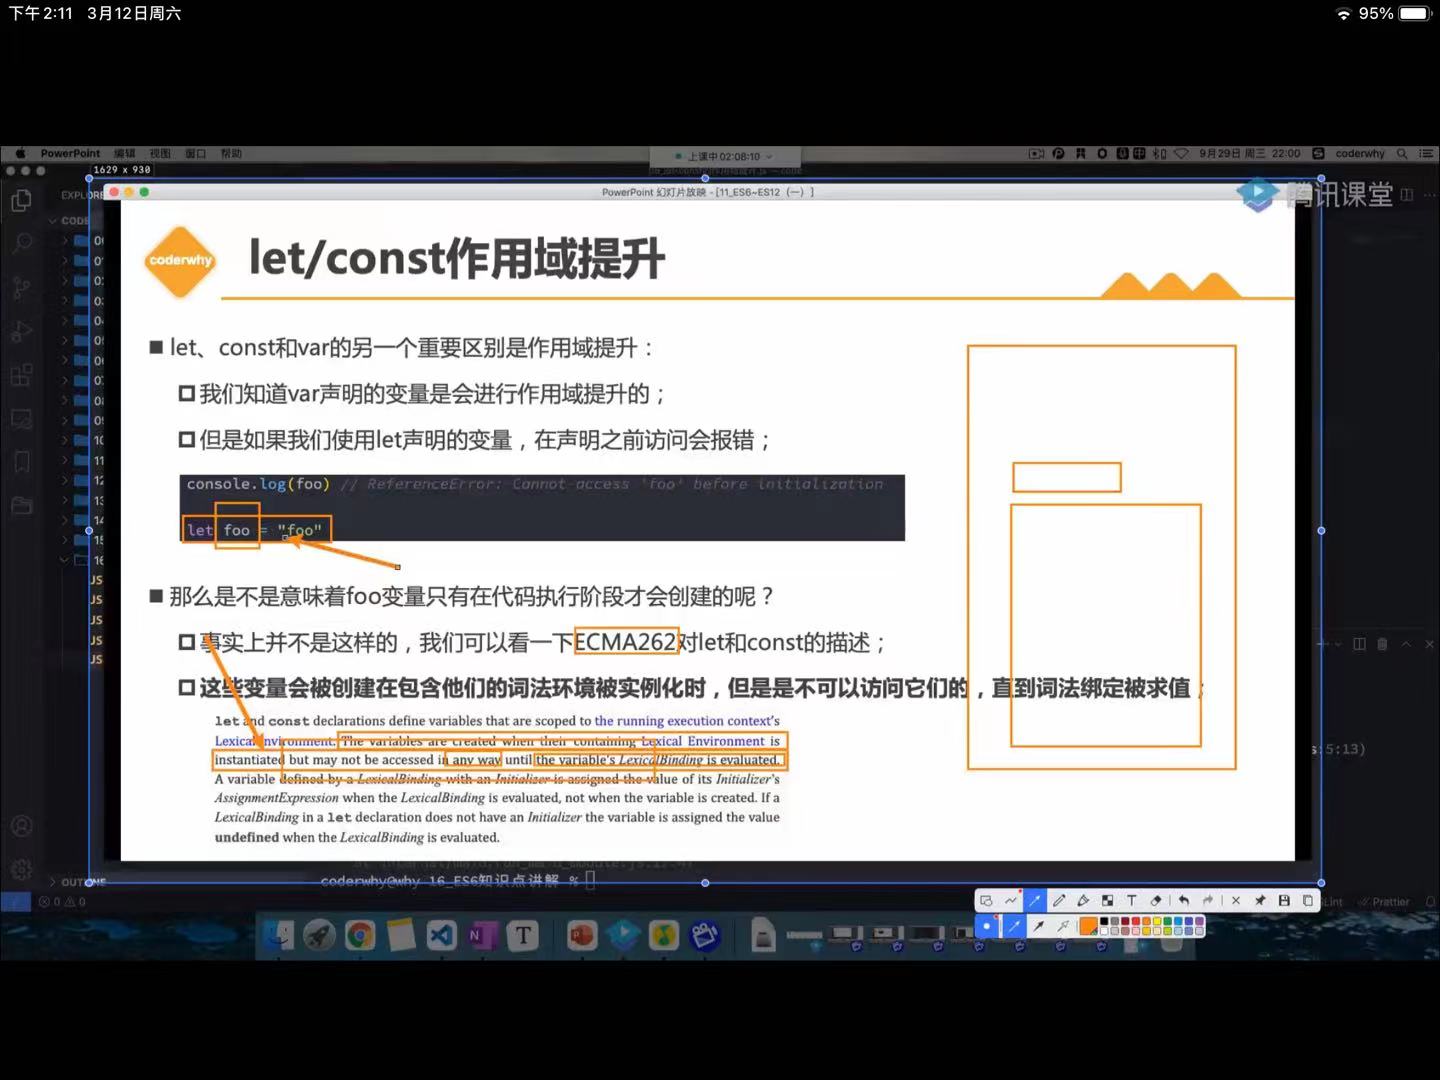 下午2:11 3月12日周六
95%
PowerPoint 编辑 视图 窗口 帮助
上课中 02:08:10
9月29日 周三 22:00
coderwhy
1629 x 930
PowerPoint 幻灯片放映 - [11_ES6~ES12（一）]
腾讯课堂
coderwhy
let/const作用域提升
let、const和var的另一个重要区别是作用域提升：
我们知道var声明的变量是会进行作用域提升的；
但是如果我们使用let声明的变量，在声明之前访问会报错；
console.log(foo) // ReferenceError: Cannot access 'foo' before initialization
let foo = "foo"
那么是不是意味着foo变量只有在代码执行阶段才会创建的呢？
事实上并不是这样的，我们可以看一下ECMA262对let和const的描述；
这些变量会被创建在包含他们的词法环境被实例化时，但是是不可以访问它们的，直到词法绑定被求值；
let and const declarations define variables that are scoped to the running execution context's
Lexical Environment. The variables are created when their containing Lexical Environment is
instantiated but may not be accessed in any way until the variable's LexicalBinding is evaluated.
A variable defined by a LexicalBinding with an Initializer is assigned the value of its Initializer's
AssignmentExpression when the LexicalBinding is evaluated, not when the variable is created. If a
LexicalBinding in a let declaration does not have an Initializer the variable is assigned the value
undefined when the LexicalBinding is evaluated.
:5:13)
coderwhy@why 16_ES6知识点讲解 %
0 0
Prettier